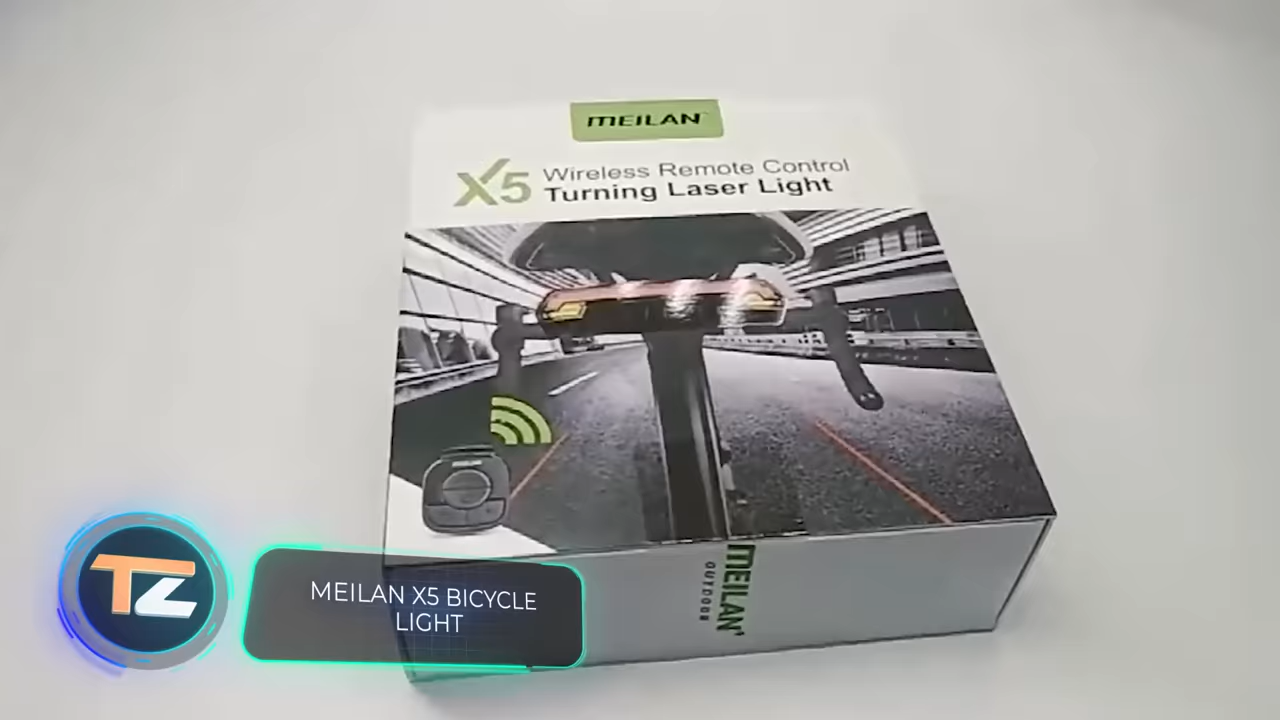 MEILAN
X5 Wireless Remote Control
Turning Laser Light
MEILAN
OUTDOOR
TZ
MEILAN X5 BICYCLE
LIGHT